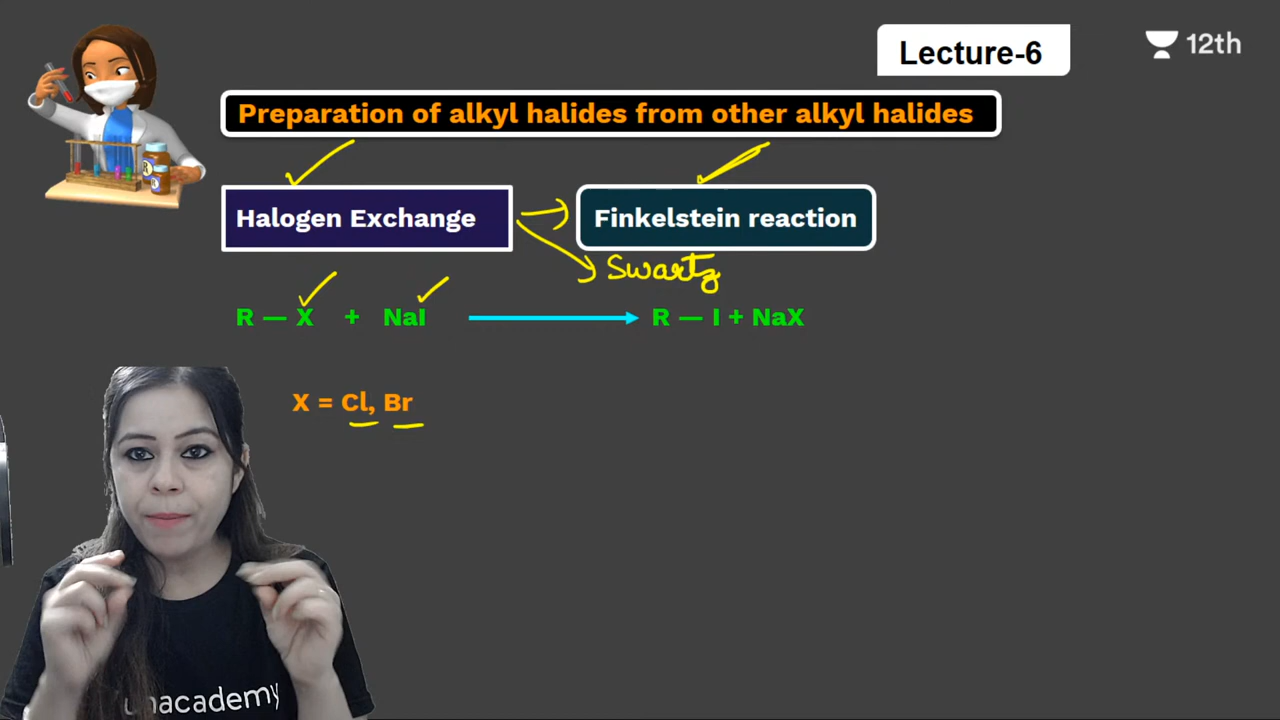 Lecture-6
12th
Preparation of alkyl halides from other alkyl halides
Halogen Exchange
Finkelstein reaction
Swartz
R — X + NaI R — I + NaX
X = Cl, Br
unacademy